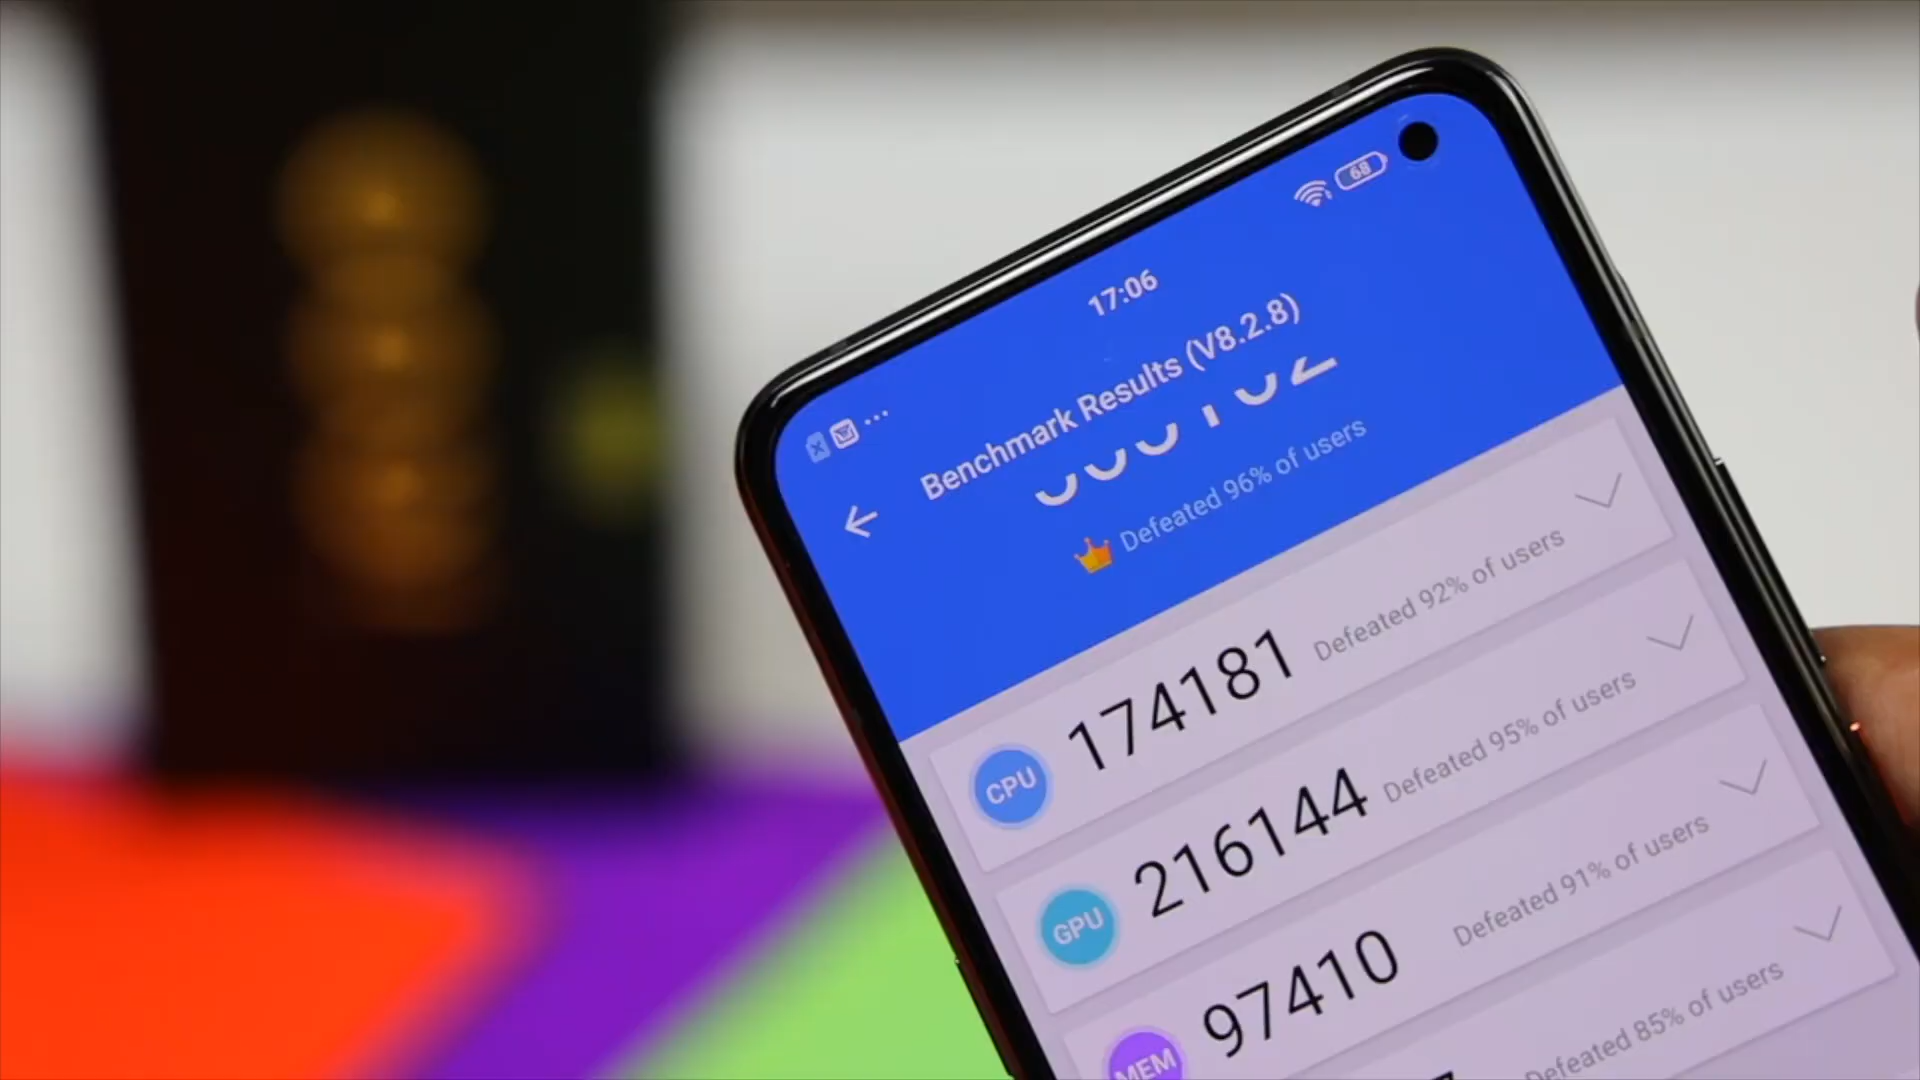 68
17:06
Benchmark Results (V8.2.8)
Defeated 96% of users
CPU 174181 Defeated 92% of users
GPU 216144 Defeated 95% of users
MEM 97410 Defeated 91% of users
Defeated 85% of users